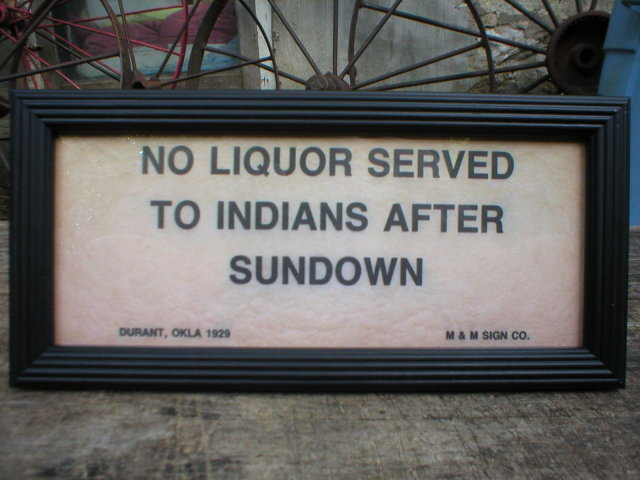 NO LIQUOR SERVED
TO INDIANS AFTER
SUNDOWN
DURANT, OKLA 1929 M & M SIGN CO.